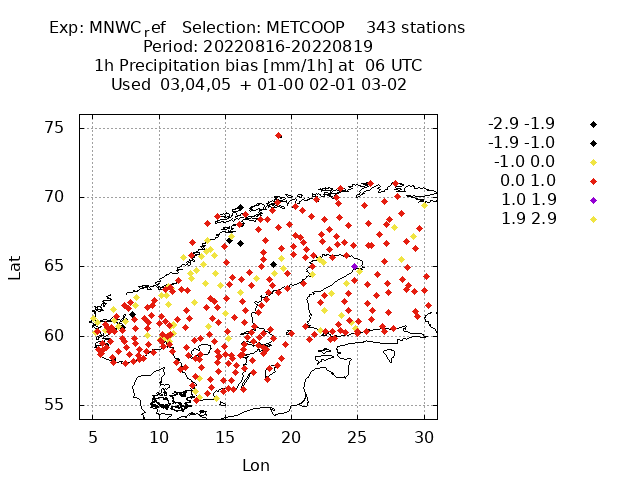 Exp: MNWCref Selection: METCOOP 343 stations
Period: 20220816-20220819
1h Precipitation bias [mm/1h] at 06 UTC
Used 03,04,05 + 01-00 02-01 03-02
-2.9 -1.9
-1.9 -1.0
-1.0 0.0
0.0 1.0
1.0 1.9
1.9 2.9
75
70
65
60
55
Lat
5 10 15 20 25 30
Lon